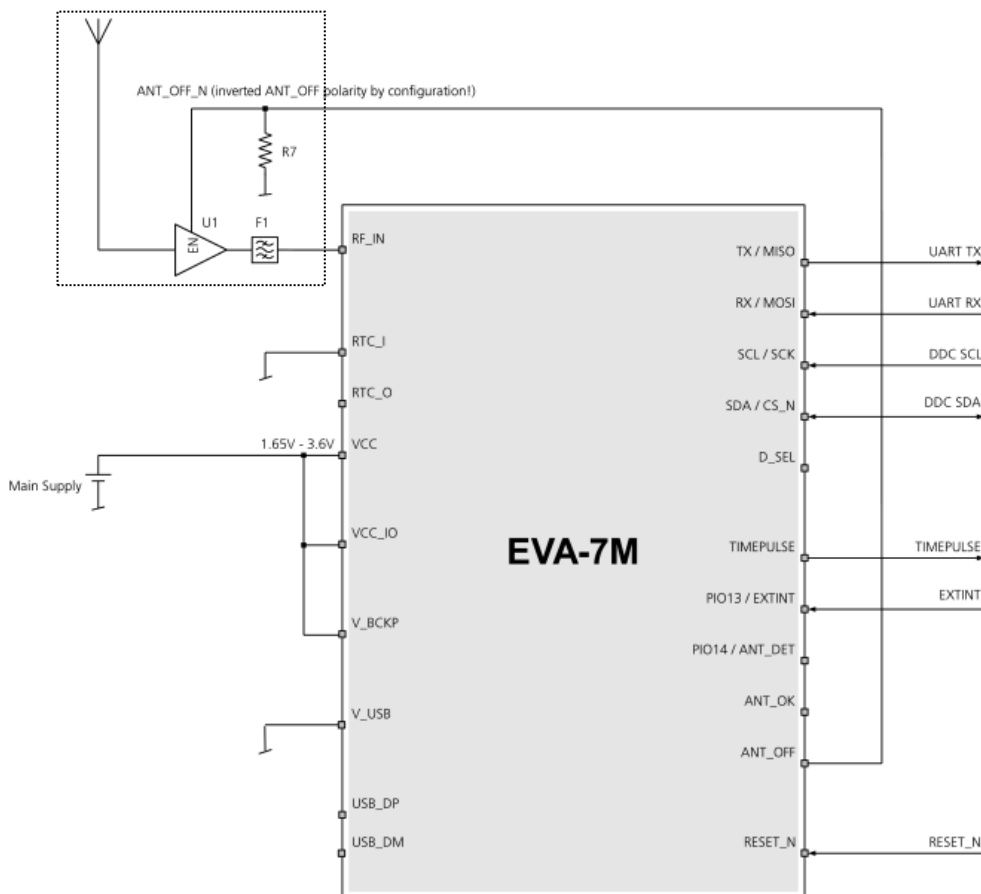 ANT_OFF_N (inverted ANT_OFF polarity by configuration!)
R7
U1
F1
EN
RF_IN
TX / MISO
UART TX
RX / MOSI
UART RX
RTC_I
SCL / SCK
DDC SCL
RTC_O
SDA / CS_N
DDC SDA
1.65V - 3.6V
VCC
D_SEL
Main Supply
VCC_IO
EVA-7M
TIMEPULSE
TIMEPULSE
PIO13 / EXTINT
EXTINT
V_BCKP
PIO14 / ANT_DET
ANT_OK
V_USB
ANT_OFF
USB_DP
USB_DM
RESET_N
RESET_N